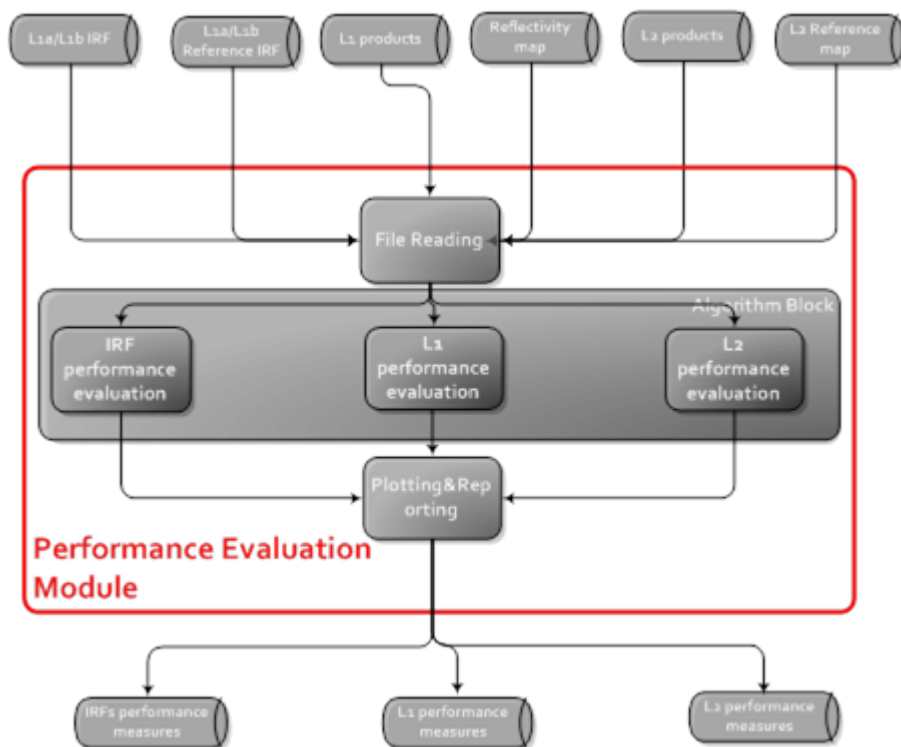 L1a/L1b IRF
L1a/L1b
Reference IRF
L1 products
Reflectivity
map
L2 products
L2 Reference
map
File Reading
Algorithm Block
IRF
performance
evaluation
L1
performance
evaluation
L2
performance
evaluation
Plotting&Rep
orting
Performance Evaluation
Module
IRFs performance
measures
L1 performance
measures
L2 performance
measures